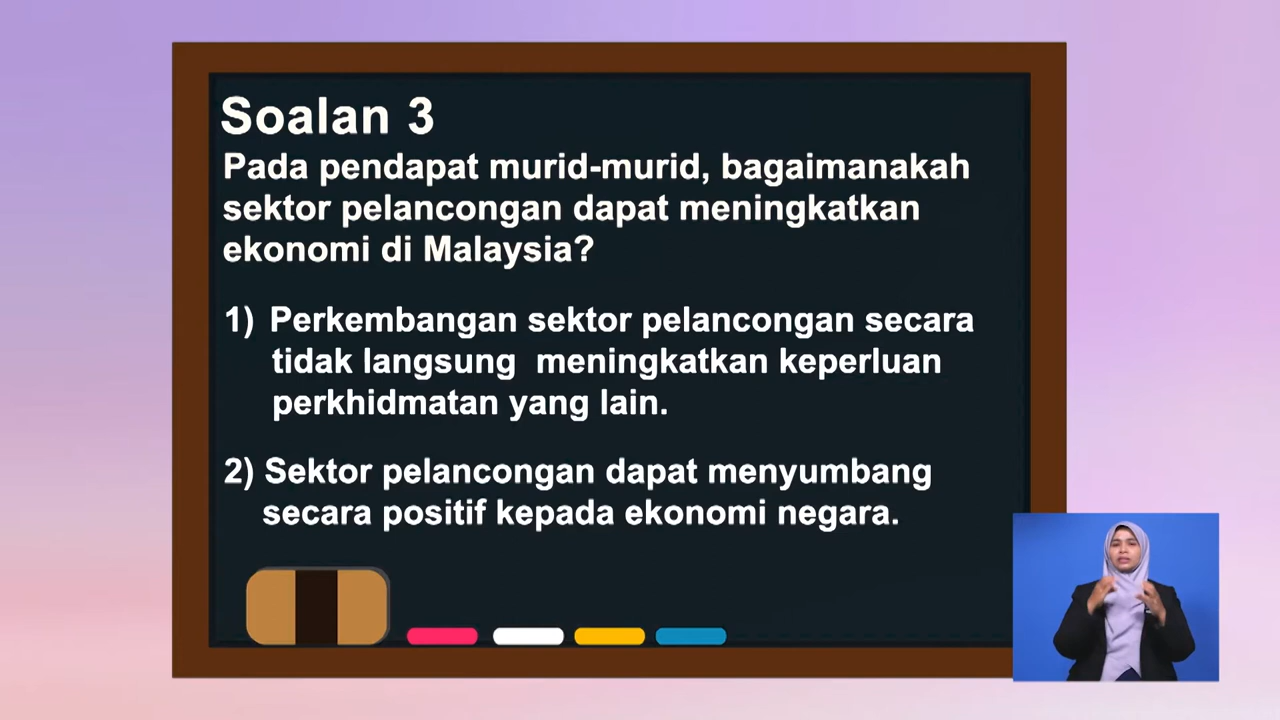 Soalan 3
Pada pendapat murid-murid, bagaimanakah
sektor pelancongan dapat meningkatkan
ekonomi di Malaysia?
1) Perkembangan sektor pelancongan secara
tidak langsung meningkatkan keperluan
perkhidmatan yang lain.
2) Sektor pelancongan dapat menyumbang
secara positif kepada ekonomi negara.